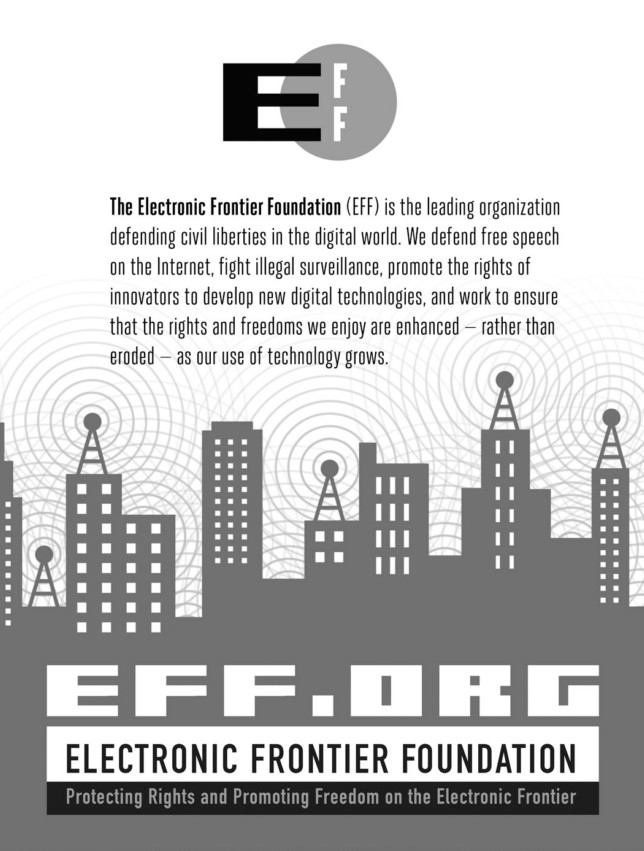 E
F
F
The Electronic Frontier Foundation (EFF) is the leading organization
defending civil liberties in the digital world. We defend free speech
on the Internet, fight illegal surveillance, promote the rights of
innovators to develop new digital technologies, and work to ensure
that the rights and freedoms we enjoy are enhanced — rather than
eroded — as our use of technology grows.
EFF.ORG
ELECTRONIC FRONTIER FOUNDATION
Protecting Rights and Promoting Freedom on the Electronic Frontier